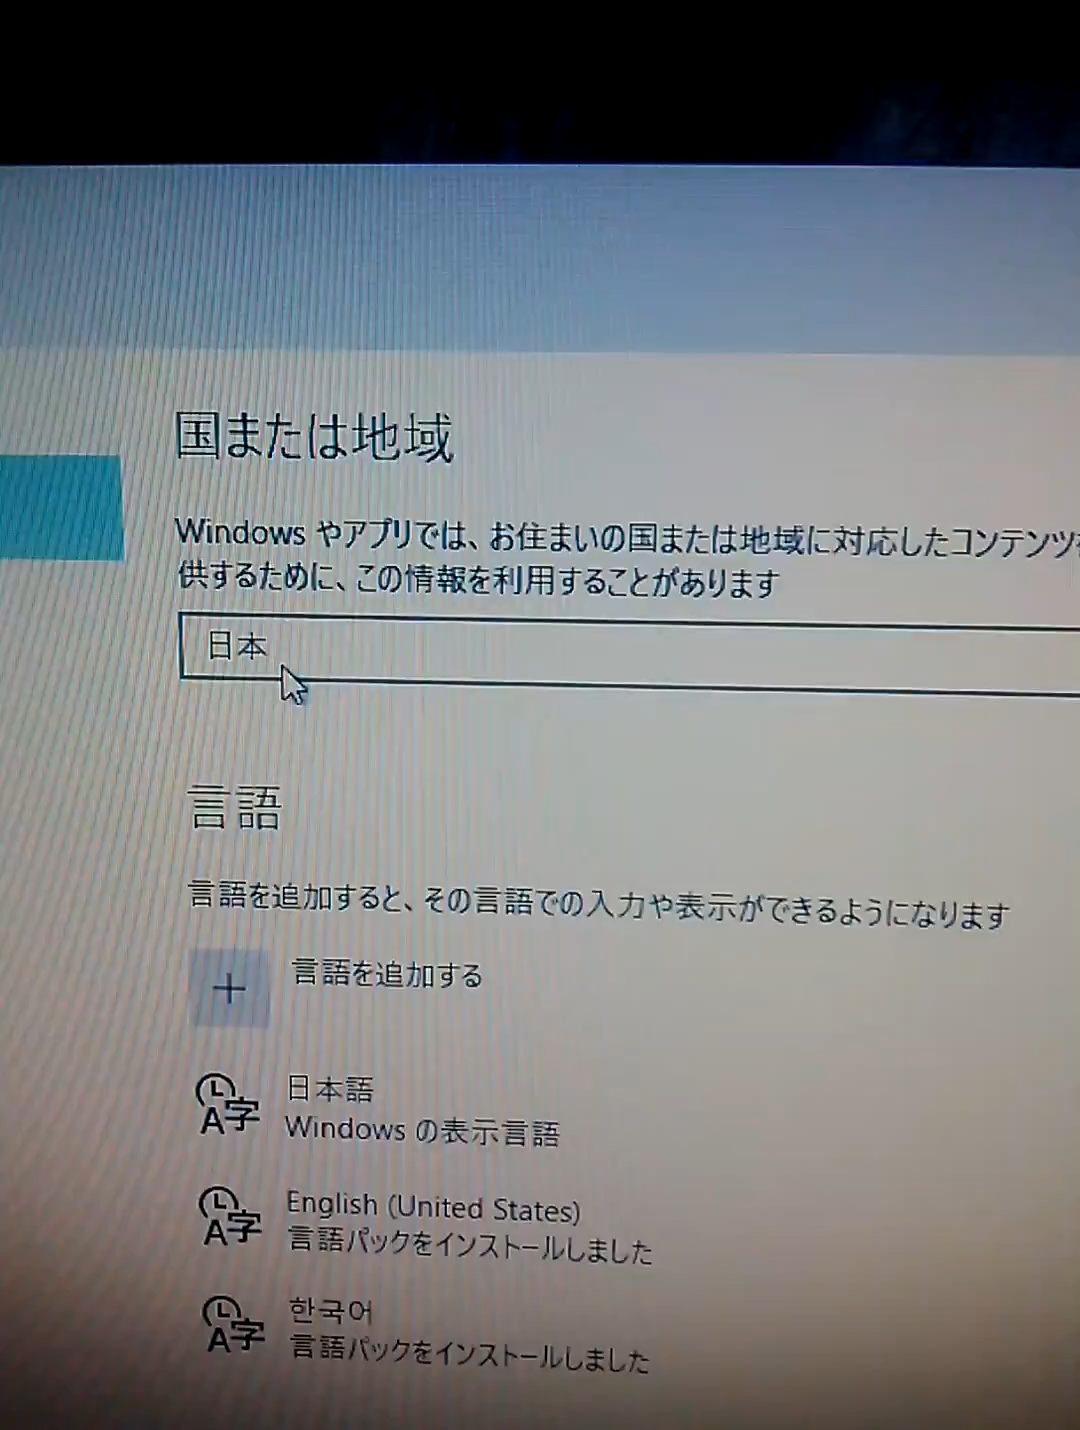 国または地域
Windows やアプリでは、お住まいの国または地域に対応したコンテンツ
供するために、この情報を利用することがあります
日本
言語
言語を追加すると、その言語での入力や表示ができるようになります
言語を追加する
日本語
Windows の表示言語
English (United States)
言語パックをインストールしました
한국어
言語パックをインストールしました